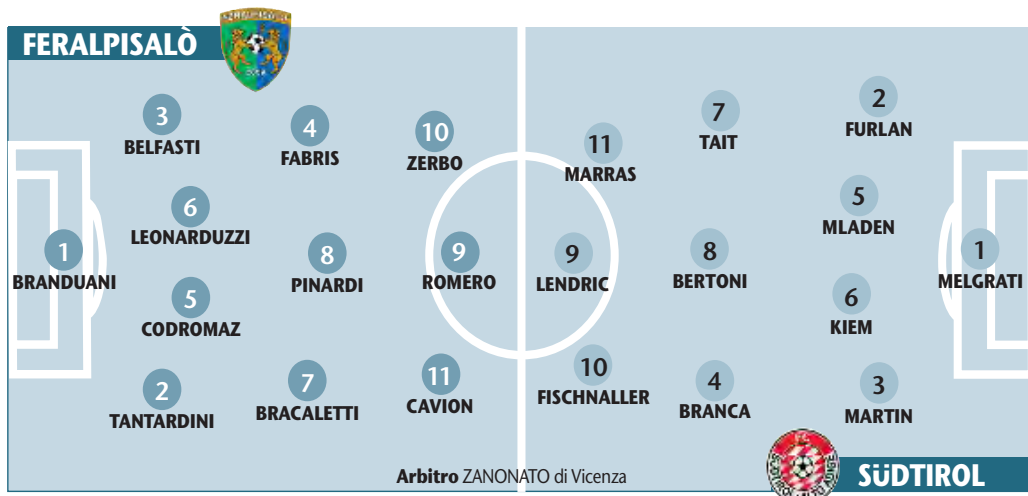 FERALPISALÒ
3
BELFASTI
4
FABRIS
10
ZERBO
6
LEONARDUZZI
1
BRANDUANI
8
PINARDI
9
ROMERO
5
CODROMAZ
2
TANTARDINI
7
BRACALETTI
11
CAVION
11
MARRAS
7
TAIT
2
FURLAN
5
MLADEN
9
LENDRIC
8
BERTONI
1
MELGRATI
6
KIEM
10
FISCHNALLER
4
BRANCA
3
MARTIN
Arbitro ZANONATO di Vicenza
SÜDTIROL